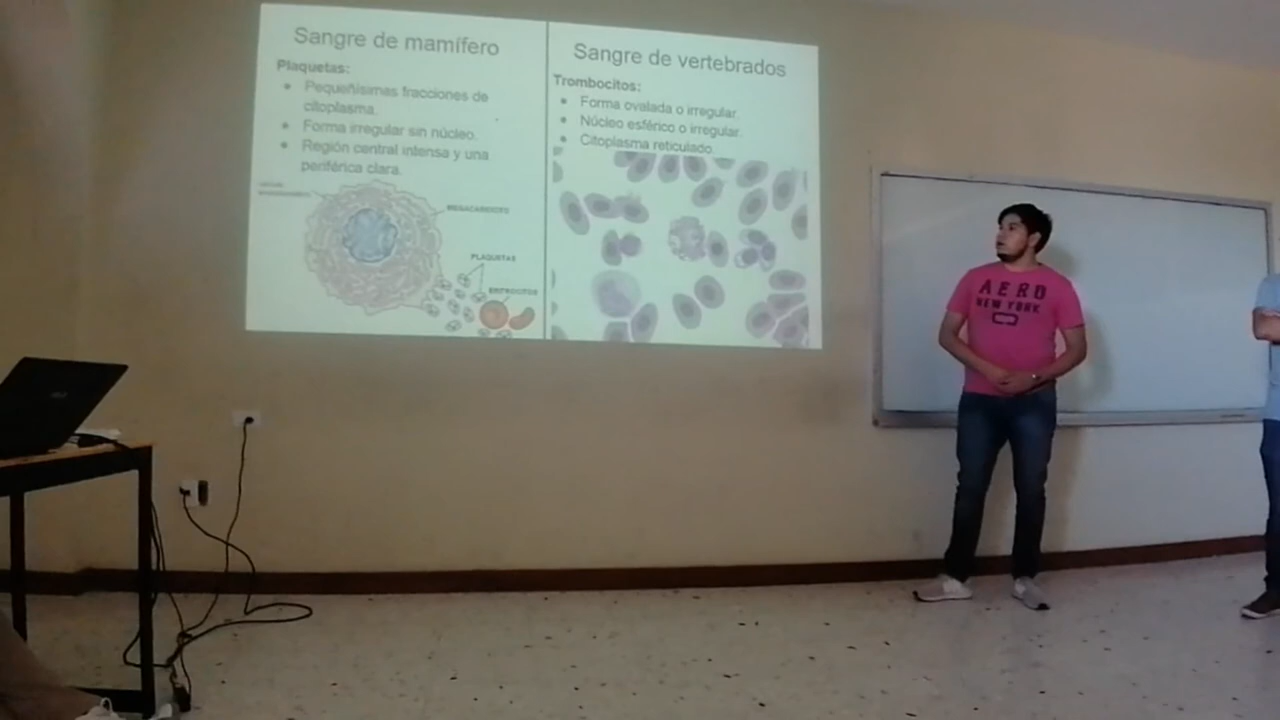 Sangre de mamífero
Plaquetas:
Pequeñísimas fracciones de
citoplasma.
Forma irregular sin núcleo.
Región central intensa y una
periférica clara.
MEGACARIOCITO
PLAQUETAS
ERITROCITOS
Sangre de vertebrados
Trombocitos:
Forma ovalada o irregular.
Núcleo esférico o irregular.
Citoplasma reticulado.
AERO
NEW YORK